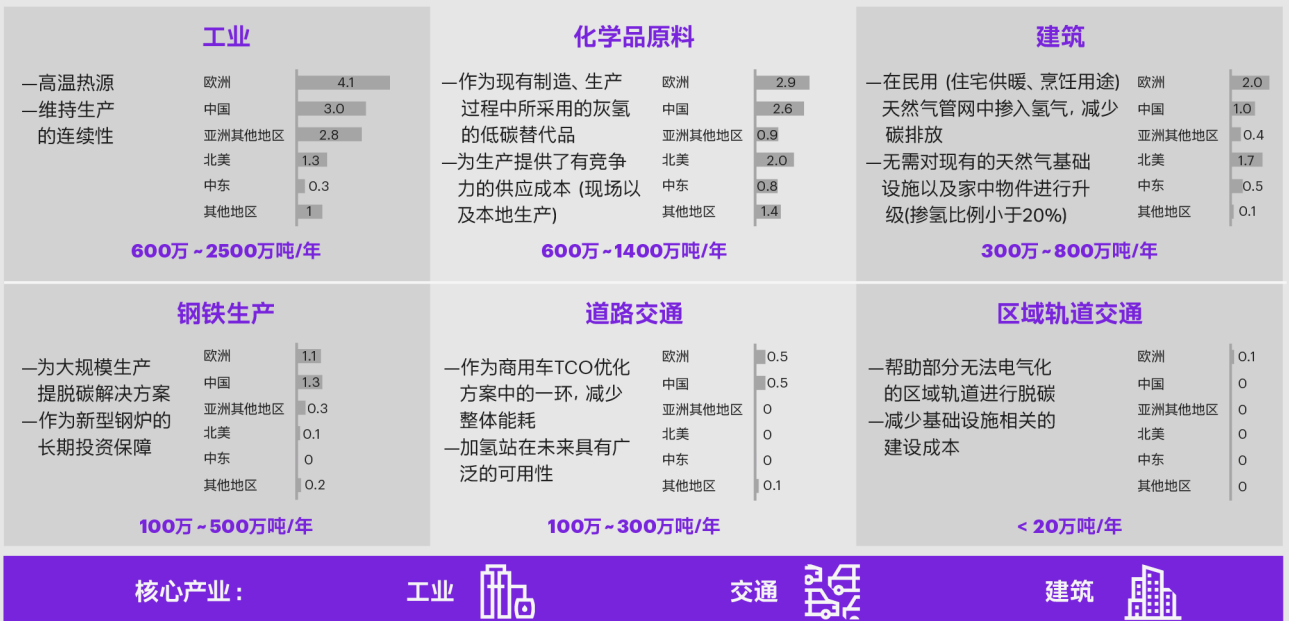 工业
—高温热源
—维持生产
的连续性
欧洲 4.1
中国 3.0
亚洲其他地区 2.8
北美 1.3
中东 0.3
其他地区 1
600万~2500万吨/年
化学品原料
—作为现有制造、生产
过程中所采用的灰氢
的低碳替代品
—为生产提供了有竞争
力的供应成本 (现场以
及本地生产)
欧洲 2.9
中国 2.6
亚洲其他地区 0.9
北美 2.0
中东 0.8
其他地区 1.4
600万~1400万吨/年
建筑
—在民用 (住宅供暖、烹饪用途)
天然气管网中掺入氢气, 减少
碳排放
—无需对现有的天然气基础
设施以及家中物件进行升
级(掺氢比例小于20%)
欧洲 2.0
中国 1.0
亚洲其他地区 0.4
北美 1.7
中东 0.5
其他地区 0.1
300万~800万吨/年
钢铁生产
—为大规模生产
提脱碳解决方案
—作为新型钢炉的
长期投资保障
欧洲 1.1
中国 1.3
亚洲其他地区 0.3
北美 0.1
中东 0
其他地区 0.2
100万~500万吨/年
道路交通
—作为商用车TCO优化
方案中的一环, 减少
整体能耗
—加氢站在未来具有广
泛的可用性
欧洲 0.5
中国 0.5
亚洲其他地区 0
北美 0
中东 0
其他地区 0.1
100万~300万吨/年
区域轨道交通
—帮助部分无法电气化
的区域轨道进行脱碳
—减少基础设施相关的
建设成本
欧洲 0.1
中国 0
亚洲其他地区 0
北美 0
中东 0
其他地区 0
< 20万吨/年
核心产业: 工业 交通 建筑